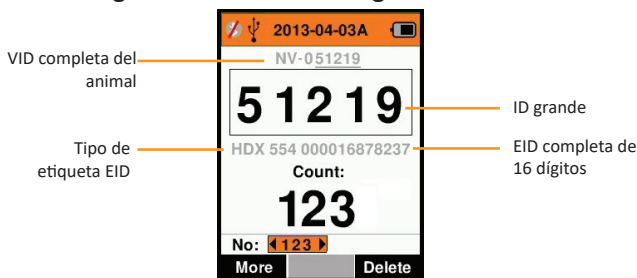 2013-04-03A
VID completa del
animal
NV-051219
51219
ID grande
Tipo de
etiqueta EID
HDX 554 000016878237
EID completa de
16 dígitos
Count:
123
No: 123
More Delete